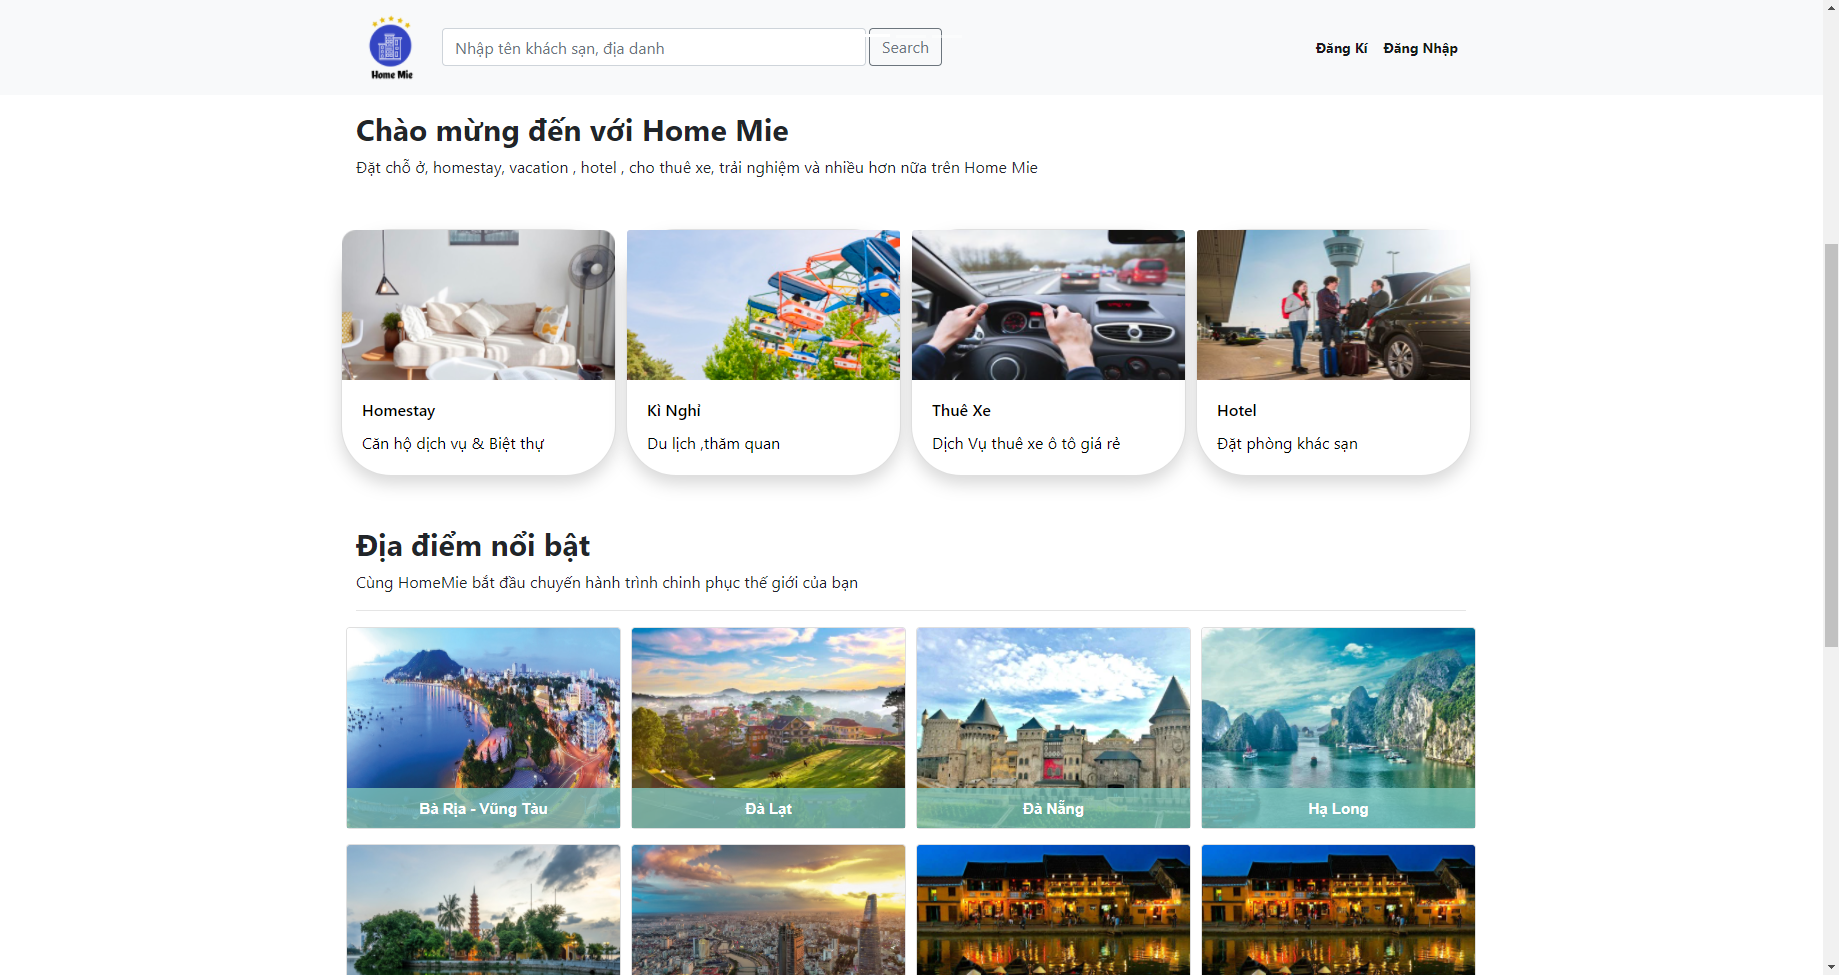 Home Mie
Nhập tên khách sạn, địa danh
Search
Đăng Kí
Đăng Nhập
Chào mừng đến với Home Mie
Đặt chỗ ở, homestay, vacation , hotel , cho thuê xe, trải nghiệm và nhiều hơn nữa trên Home Mie
Homestay
Căn hộ dịch vụ & Biệt thự
Kì Nghỉ
Du lịch ,thăm quan
Thuê Xe
Dịch Vụ thuê xe ô tô giá rẻ
Hotel
Đặt phòng khác sạn
Địa điểm nổi bật
Cùng HomeMie bắt đầu chuyến hành trình chinh phục thế giới của bạn
Bà Rịa - Vũng Tàu
Đà Lạt
Đà Nẵng
Hạ Long